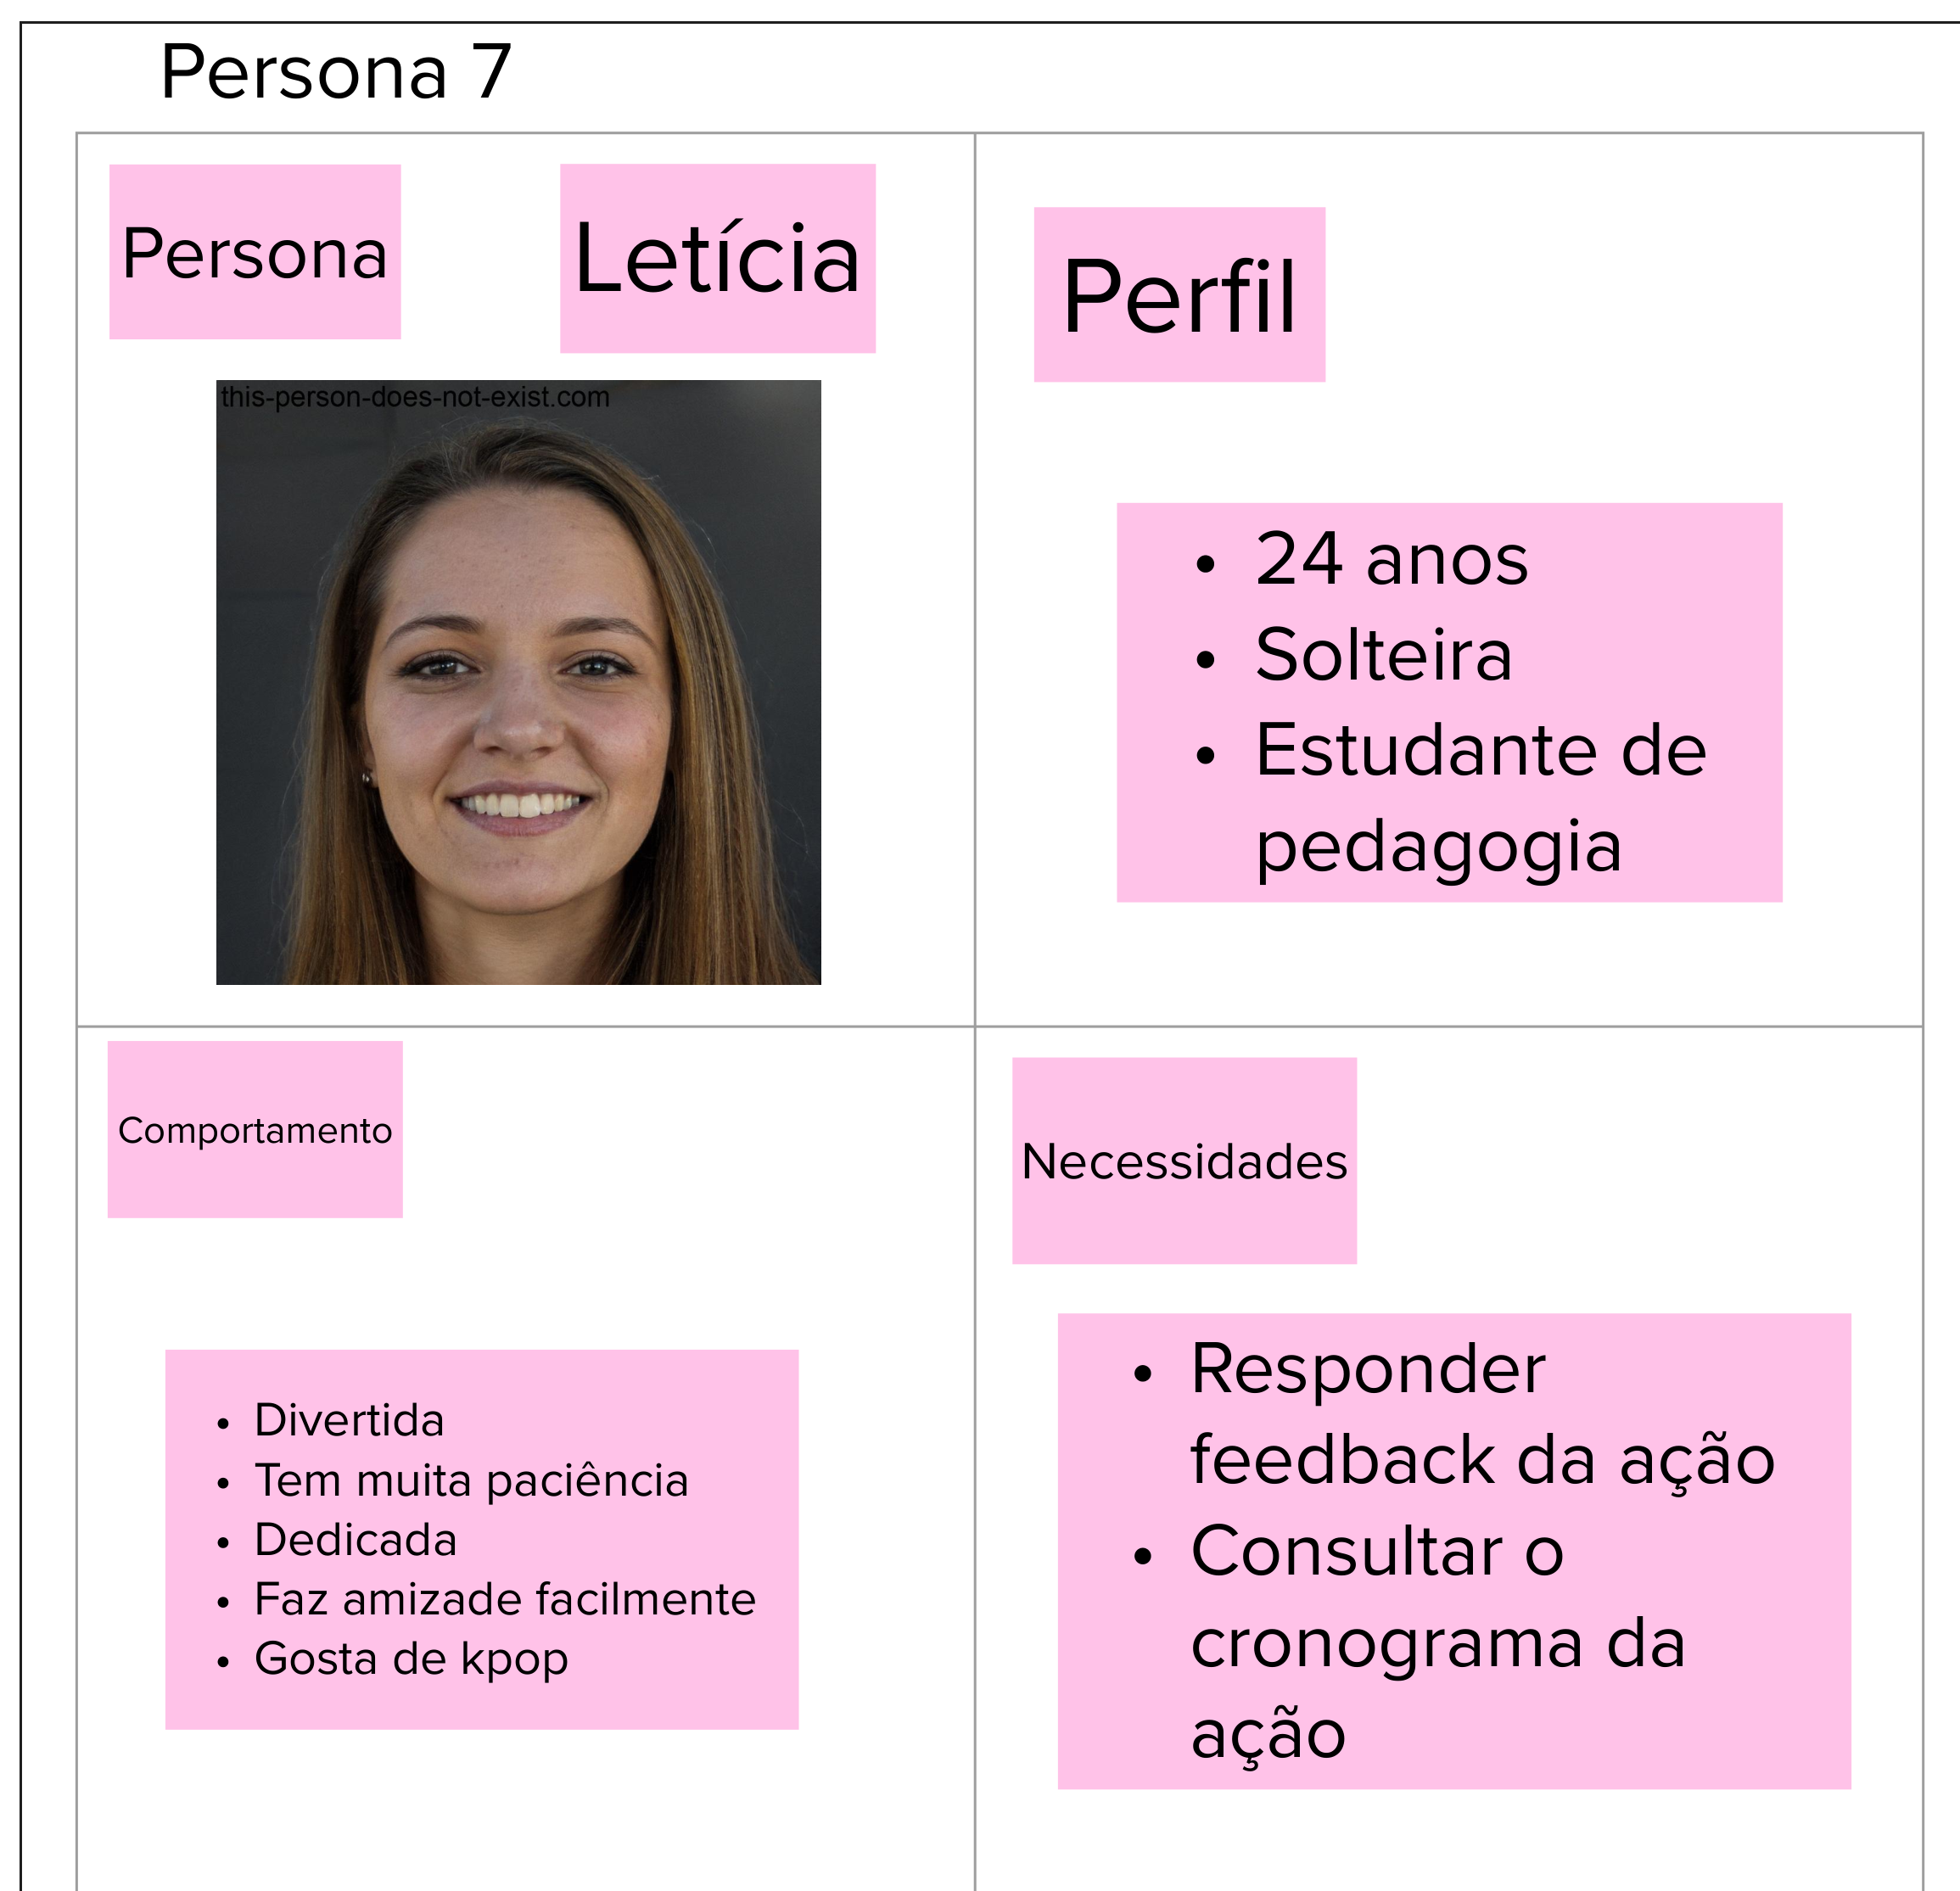 Persona 7
Persona
Letícia
this-person-does-not-exist.com
Perfil
• 24 anos
• Solteira
• Estudante de
pedagogia
Comportamento
• Divertida
• Tem muita paciência
• Dedicada
• Faz amizade facilmente
• Gosta de kpop
Necessidades
• Responder
feedback da ação
• Consultar o
cronograma da
ação